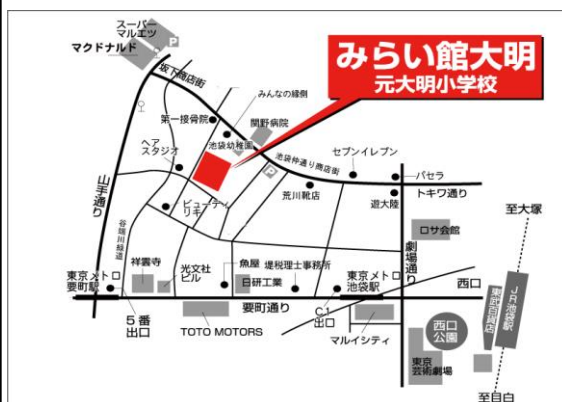 スーパー
マルエツ
マクドナルド
P
坂下商店街
みらい館大明
元大明小学校
みんなの縁側
第一接骨院
関野病院
池袋幼稚園
ヘア
スタジオ
P
池袋仲通り商店街
セブンイレブン
パセラ
トキワ通り
荒川靴店
遊大陸
山手通り
谷端川緑道
ビューティ
リキ
ロサ会館
劇場通り
至大塚
祥雲寺
光文社
ビル
魚屋
堤税理士事務所
日研工業
東京メトロ
要町駅
東京メトロ
池袋駅
西口
JR池袋駅
東武百貨店
5番
出口
要町通り
C1
出口
TOTO MOTORS
マルイシティ
西口
公園
東京
芸術劇場
至目白